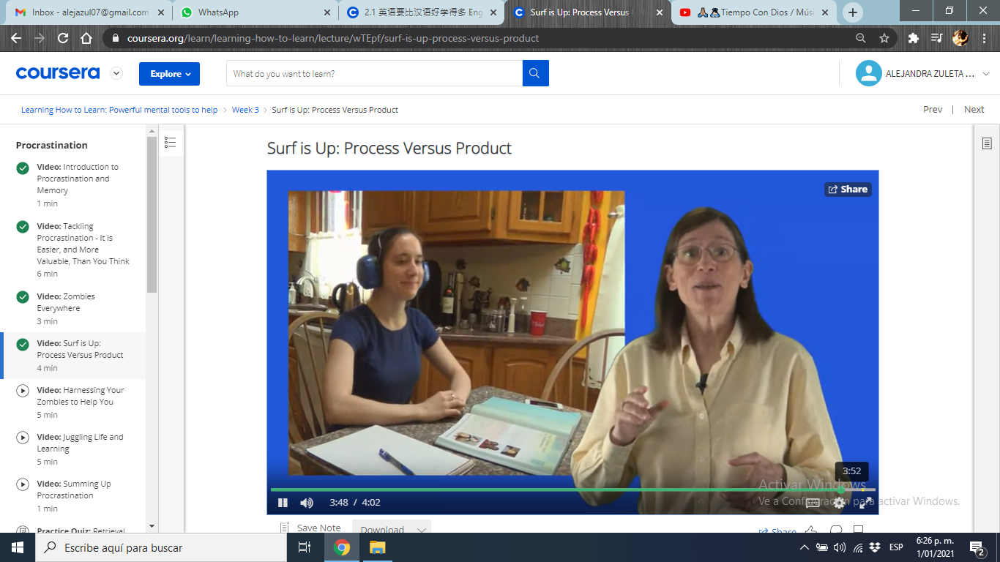 Inbox - alejazul07@gmail.com
WhatsApp
2.1 英语要比汉语好学得多 Eng
Surf is Up: Process Versus
Tiempo Con Dios / Músi
coursera.org/learn/learning-how-to-learn/lecture/wTEpf/surf-is-up-process-versus-product
coursera
Explore
What do you want to learn?
ALEJANDRA ZULETA ...
Learning How to Learn: Powerful mental tools to help > Week 3 > Surf is Up: Process Versus Product
Prev | Next
Procrastination
Video: Introduction to
Procrastination and
Memory
1 min
Video: Tackling
Procrastination - It is
Easier, and More
Valuable, Than You Think
6 min
Video: Zombies
Everywhere
3 min
Video: Surf is Up:
Process Versus Product
4 min
Video: Harnessing Your
Zombies to Help You
5 min
Video: Juggling Life and
Learning
5 min
Video: Summing Up
Procrastination
1 min
Practice Quiz: Retrieval
Surf is Up: Process Versus Product
Share
3:52
3:48 / 4:02
Activar Windows
Ve a Configuración para activar Windows.
Save Note
Download
Share
Escribe aquí para buscar
ESP
6:26 p. m.
1/01/2021
2